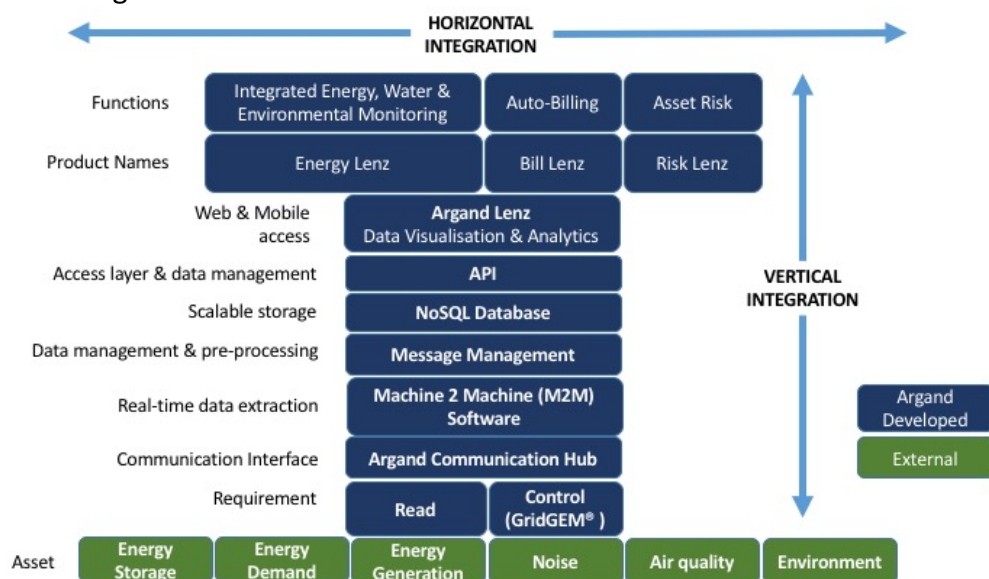 HORIZONTAL
INTEGRATION
Functions
Integrated Energy, Water &
Environmental Monitoring
Auto-Billing
Asset Risk
Product Names
Energy Lenz
Bill Lenz
Risk Lenz
Web & Mobile
access
Argand Lenz
Data Visualisation & Analytics
Access layer & data management
API
VERTICAL
INTEGRATION
Scalable storage
NoSQL Database
Data management & pre-processing
Message Management
Real-time data extraction
Machine 2 Machine (M2M)
Software
Argand
Developed
Communication Interface
Argand Communication Hub
External
Requirement
Read
Control
(GridGEM® )
Asset
Energy
Storage
Energy
Demand
Energy
Generation
Noise
Air quality
Environment